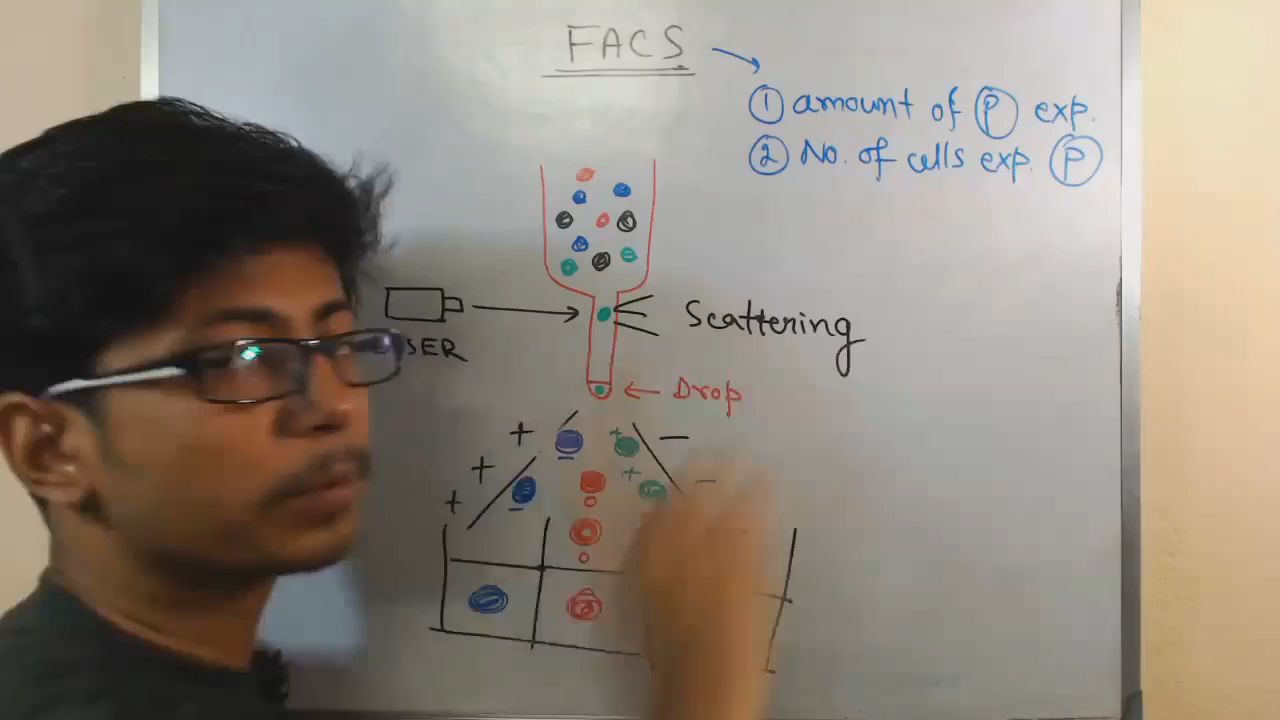 FACS
① amount of Ⓟ exp.
② No. of cells exp. Ⓟ
Scattering
SER
← Drop
+ + −
+ + −
+